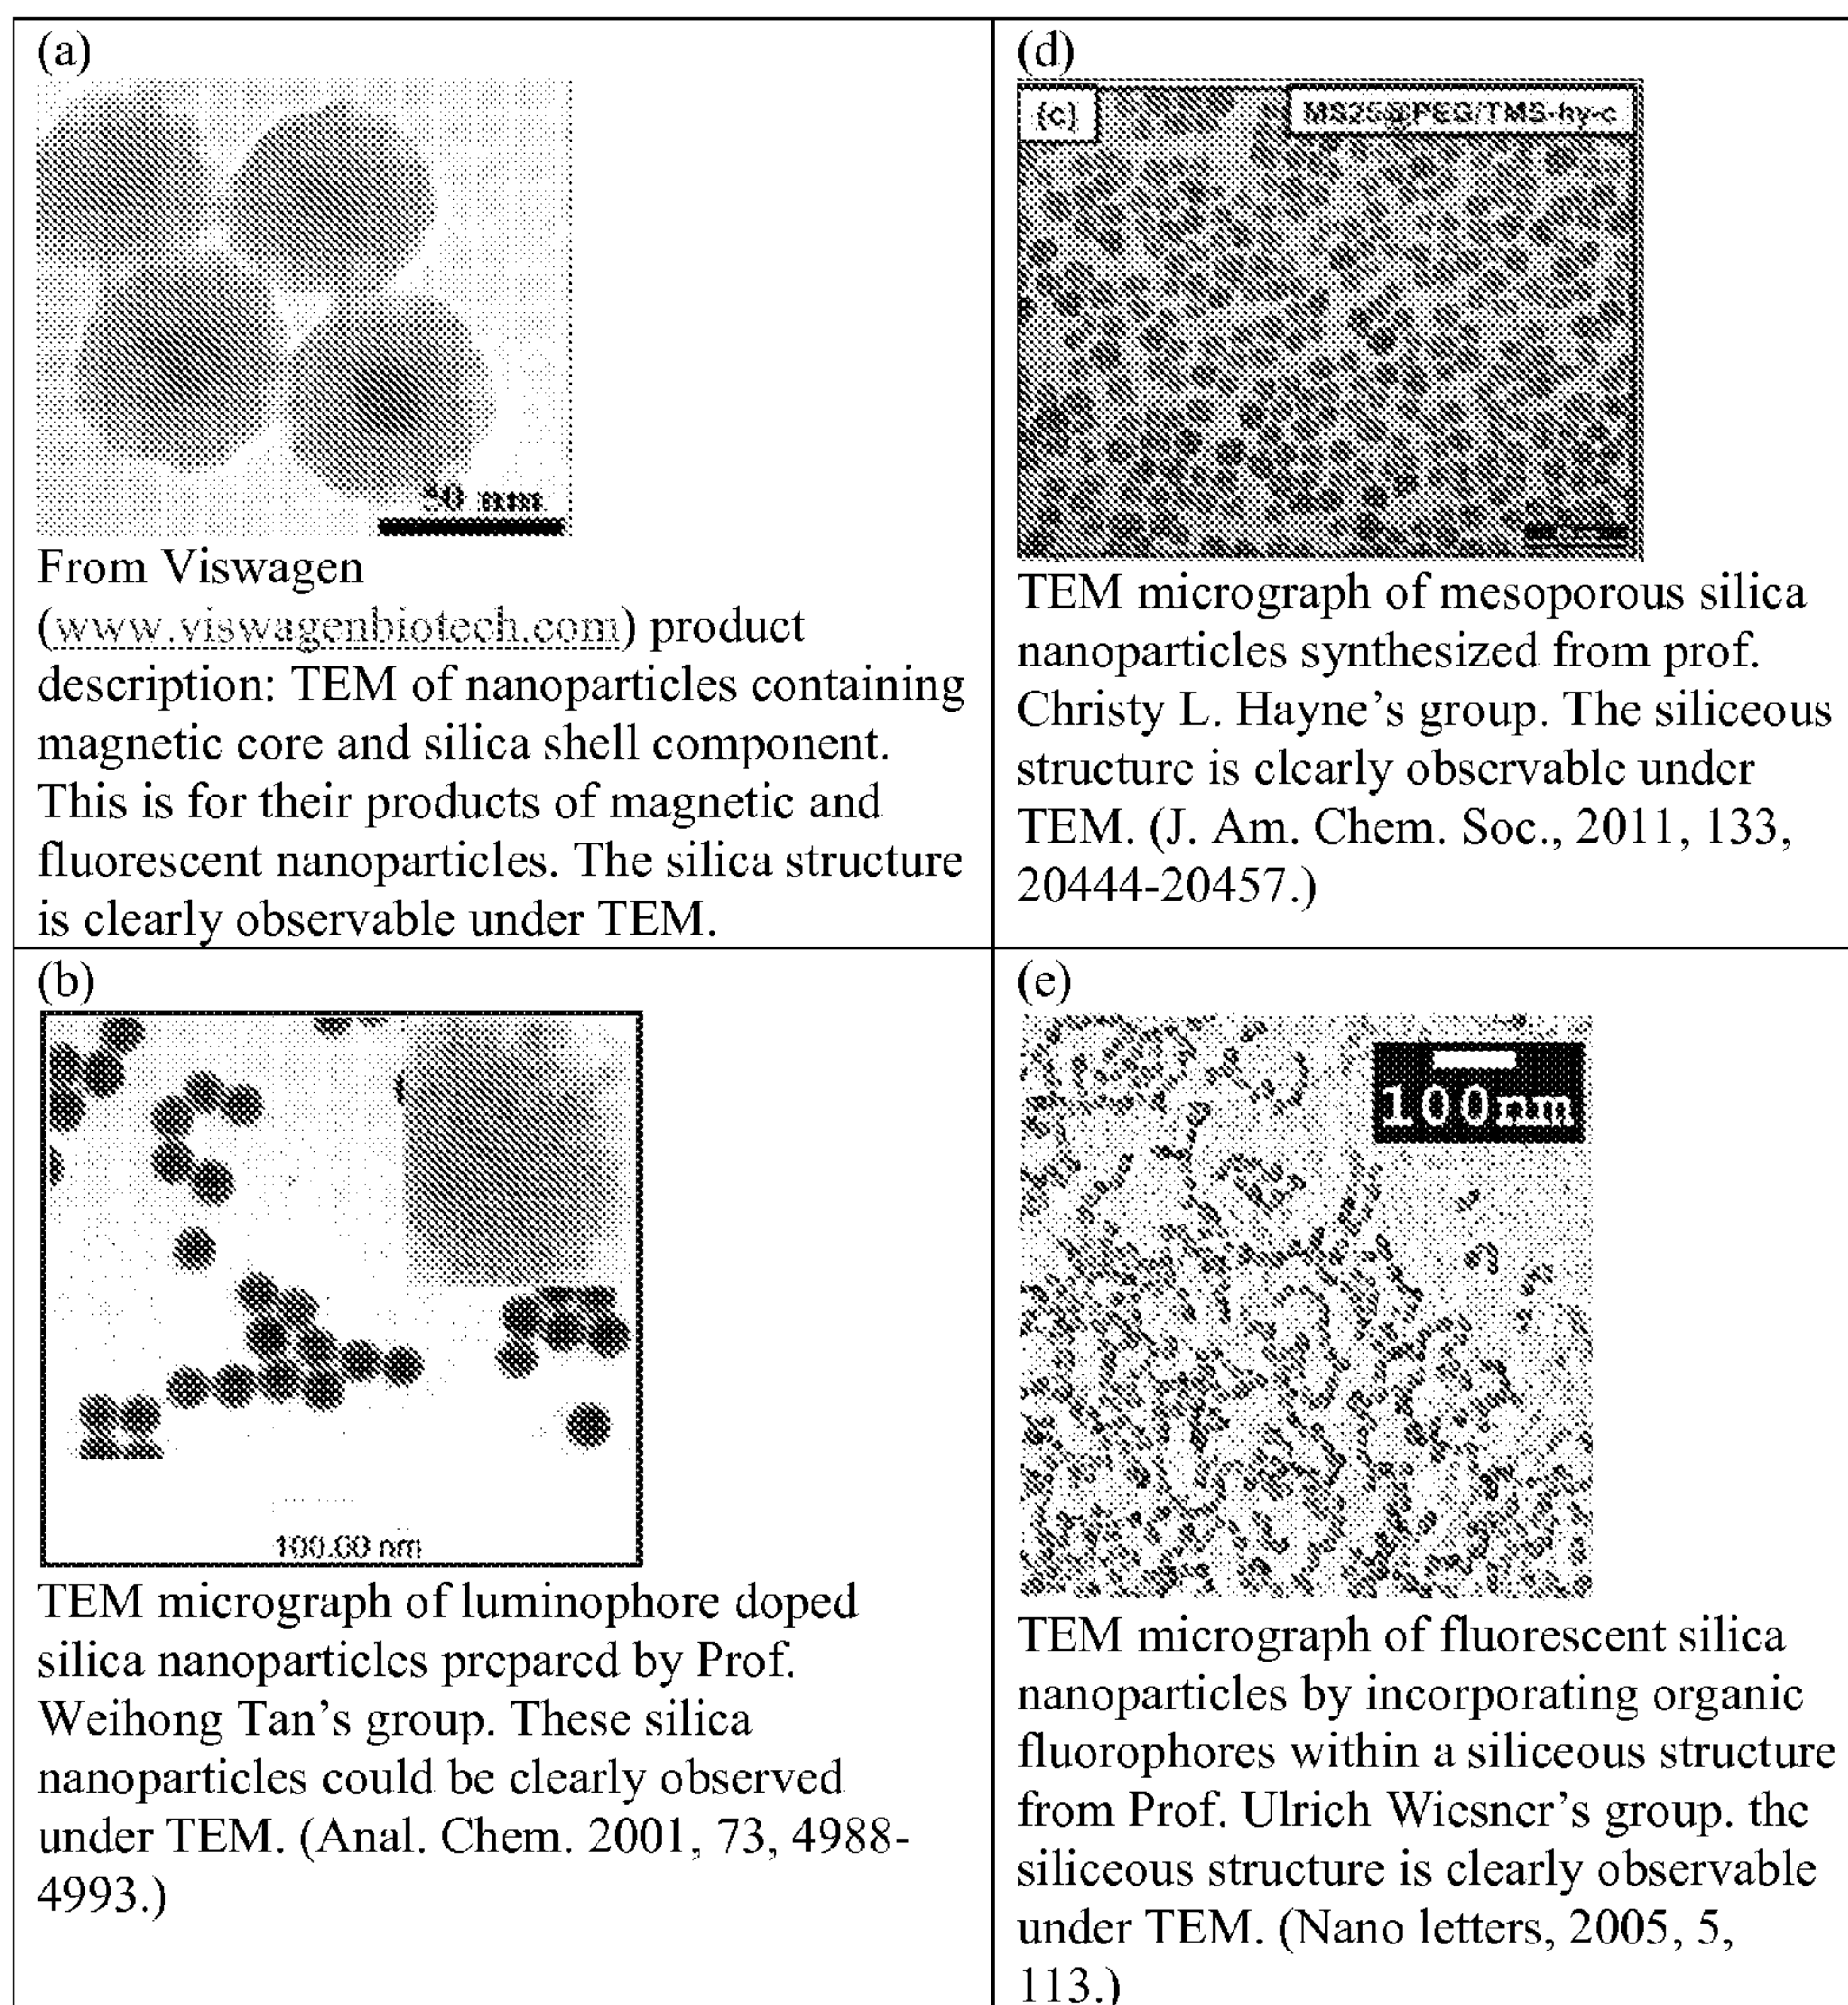 (a)
50 nm
From Viswagen
(www.viswagenbiotech.com) product
description: TEM of nanoparticles containing
magnetic core and silica shell component.
This is for their products of magnetic and
fluorescent nanoparticles. The silica structure
is clearly observable under TEM.
(d)
(c) MS25@PEG/TMS-hy-c
TEM micrograph of mesoporous silica
nanoparticles synthesized from prof.
Christy L. Hayne's group. The siliceous
structure is clearly observable under
TEM. (J. Am. Chem. Soc., 2011, 133,
20444-20457.)
(b)
100.00 nm
TEM micrograph of luminophore doped
silica nanoparticles prepared by Prof.
Weihong Tan's group. These silica
nanoparticles could be clearly observed
under TEM. (Anal. Chem. 2001, 73, 4988-
4993.)
(e)
100nm
TEM micrograph of fluorescent silica
nanoparticles by incorporating organic
fluorophores within a siliceous structure
from Prof. Ulrich Wiesner's group. the
siliceous structure is clearly observable
under TEM. (Nano letters, 2005, 5,
113.)